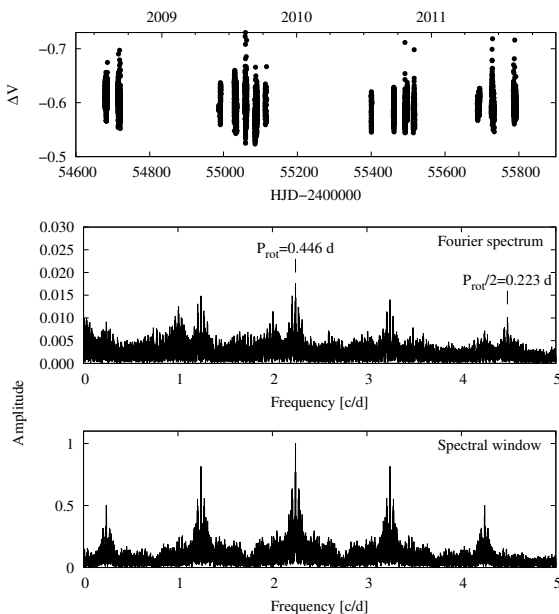 2009 2010 2011
−0.7
−0.6
−0.5
ΔV
54600 54800 55000 55200 55400 55600 55800
HJD−2400000
0.030
0.025
0.020
0.015
0.010
0.005
0.000
Fourier spectrum
P_rot=0.446 d
P_rot/2=0.223 d
0 1 2 3 4 5
Frequency [c/d]
Amplitude
1
0.5
0
Spectral window
0 1 2 3 4 5
Frequency [c/d]